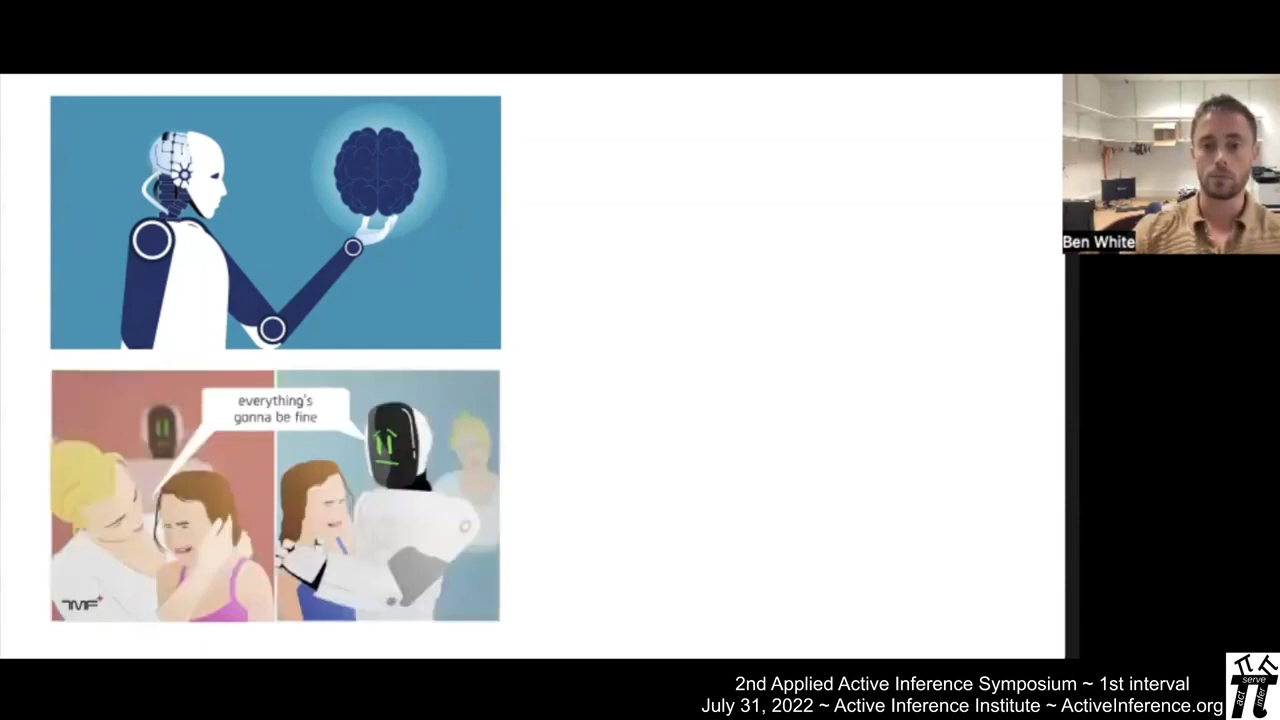 everything's
gonna be fine
TMF+
Ben White
2nd Applied Active Inference Symposium ~ 1st interval
July 31, 2022 ~ Active Inference Institute ~ ActiveInference.org
act
serve
infer